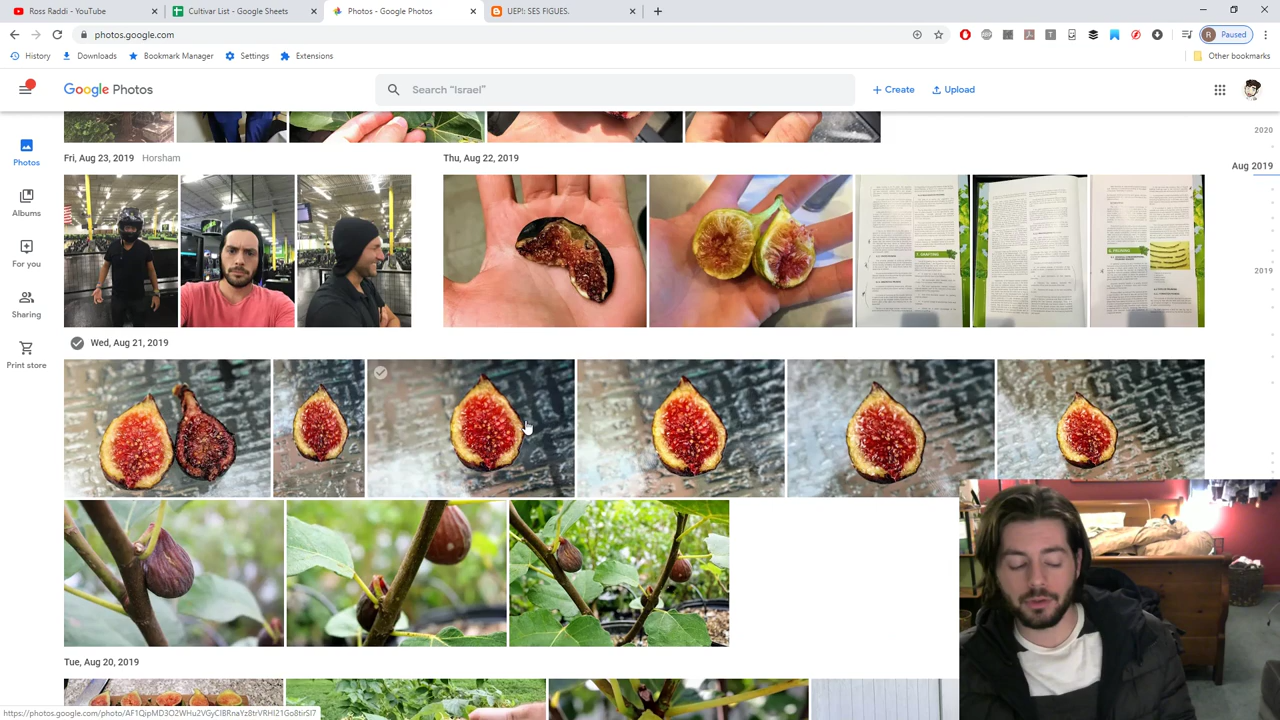 Ross Raddi - YouTube
Cultivar List - Google Sheets
Photos - Google Photos
UEP!: SES FIGUES.
photos.google.com
Paused
History
Downloads
Bookmark Manager
Settings
Extensions
Other bookmarks
Google Photos
Search "Israel"
Create
Upload
Photos
Albums
For you
Sharing
Print store
2020
Aug 2019
2019
Fri, Aug 23, 2019 Horsham
Thu, Aug 22, 2019
Wed, Aug 21, 2019
Tue, Aug 20, 2019